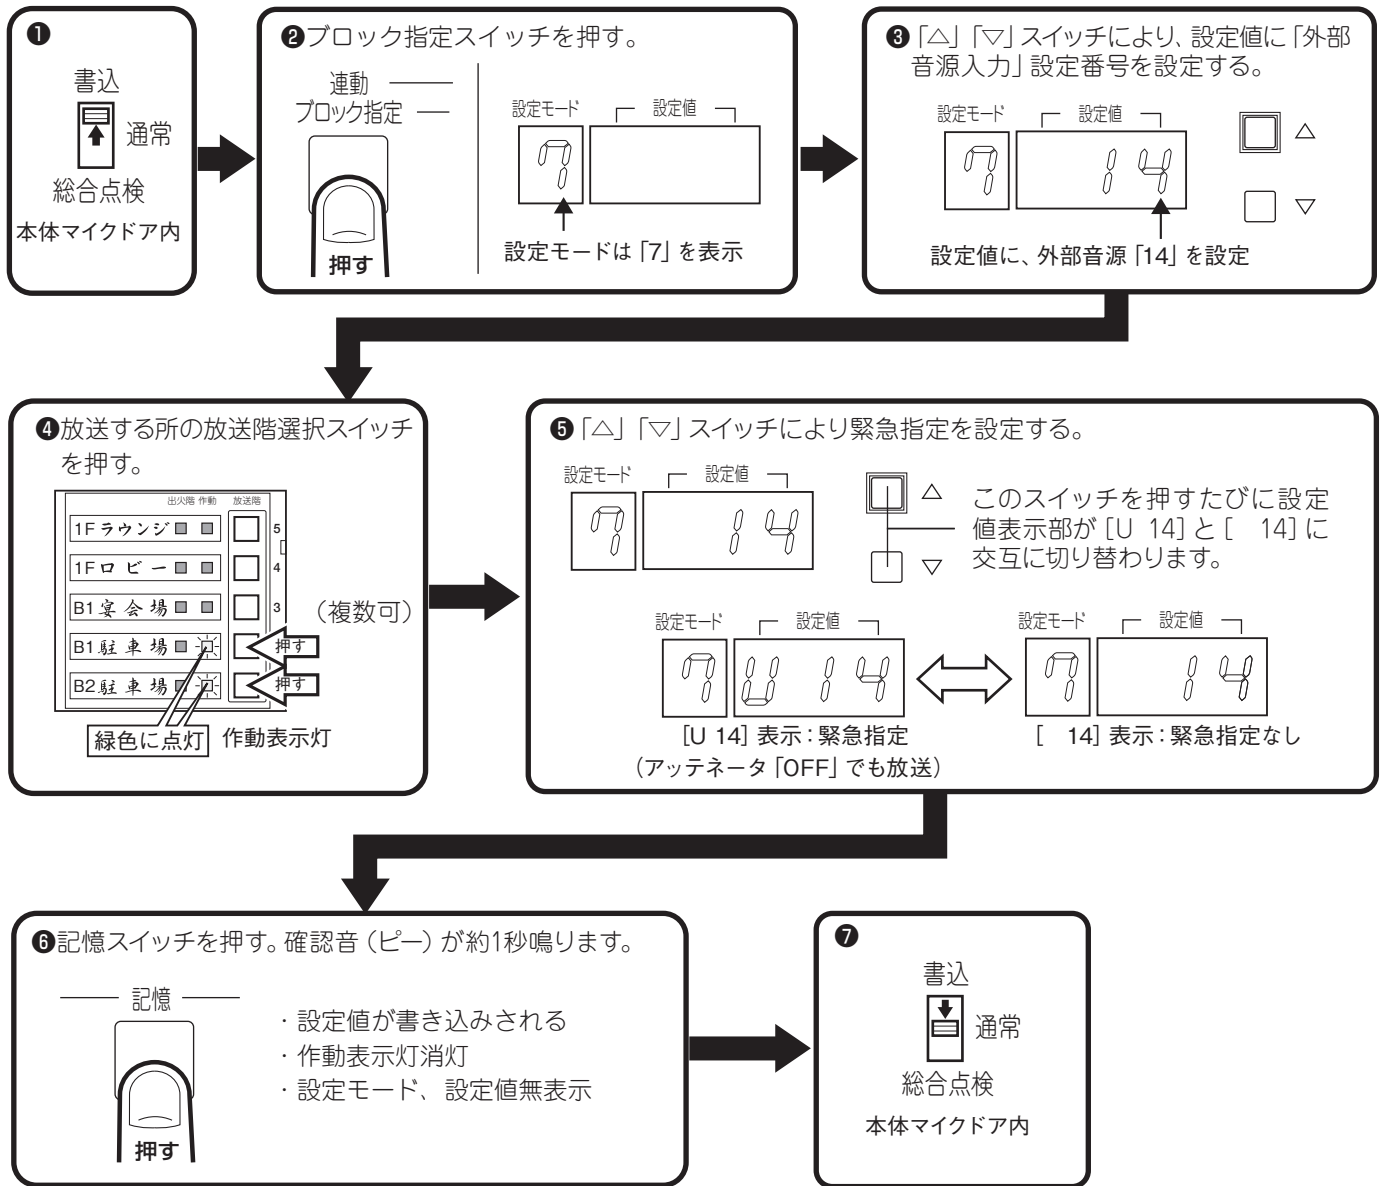 ❶
書込
通常
総合点検
本体マイクドア内
❷ブロック指定スイッチを押す。
連動
ブロック指定
押す
設定モード
設定値
7
設定モードは「7」を表示
❸「△」「▽」スイッチにより、設定値に「外部
音源入力」設定番号を設定する。
設定モード
設定値
7
14
△
▽
設定値に、外部音源「14」を設定
❹放送する所の放送階選択スイッチ
を押す。
出火階 作動 放送階
1Fラウンジ 5
1Fロビー 4
B1宴会場 3
(複数可)
B1駐車場 押す
B2駐車場 押す
緑色に点灯 作動表示灯
❺「△」「▽」スイッチにより緊急指定を設定する。
設定モード
設定値
7
14
△
▽
このスイッチを押すたびに設定
値表示部が[U 14]と[ 14]に
交互に切り替わります。
設定モード
設定値
7
U 14
[U 14]表示:緊急指定
(アッテネータ「OFF」でも放送)
設定モード
設定値
7
14
[ 14]表示:緊急指定なし
❻記憶スイッチを押す。確認音(ピー)が約1秒鳴ります。
記憶
押す
・設定値が書き込みされる
・作動表示灯消灯
・設定モード、設定値無表示
❼
書込
通常
総合点検
本体マイクドア内